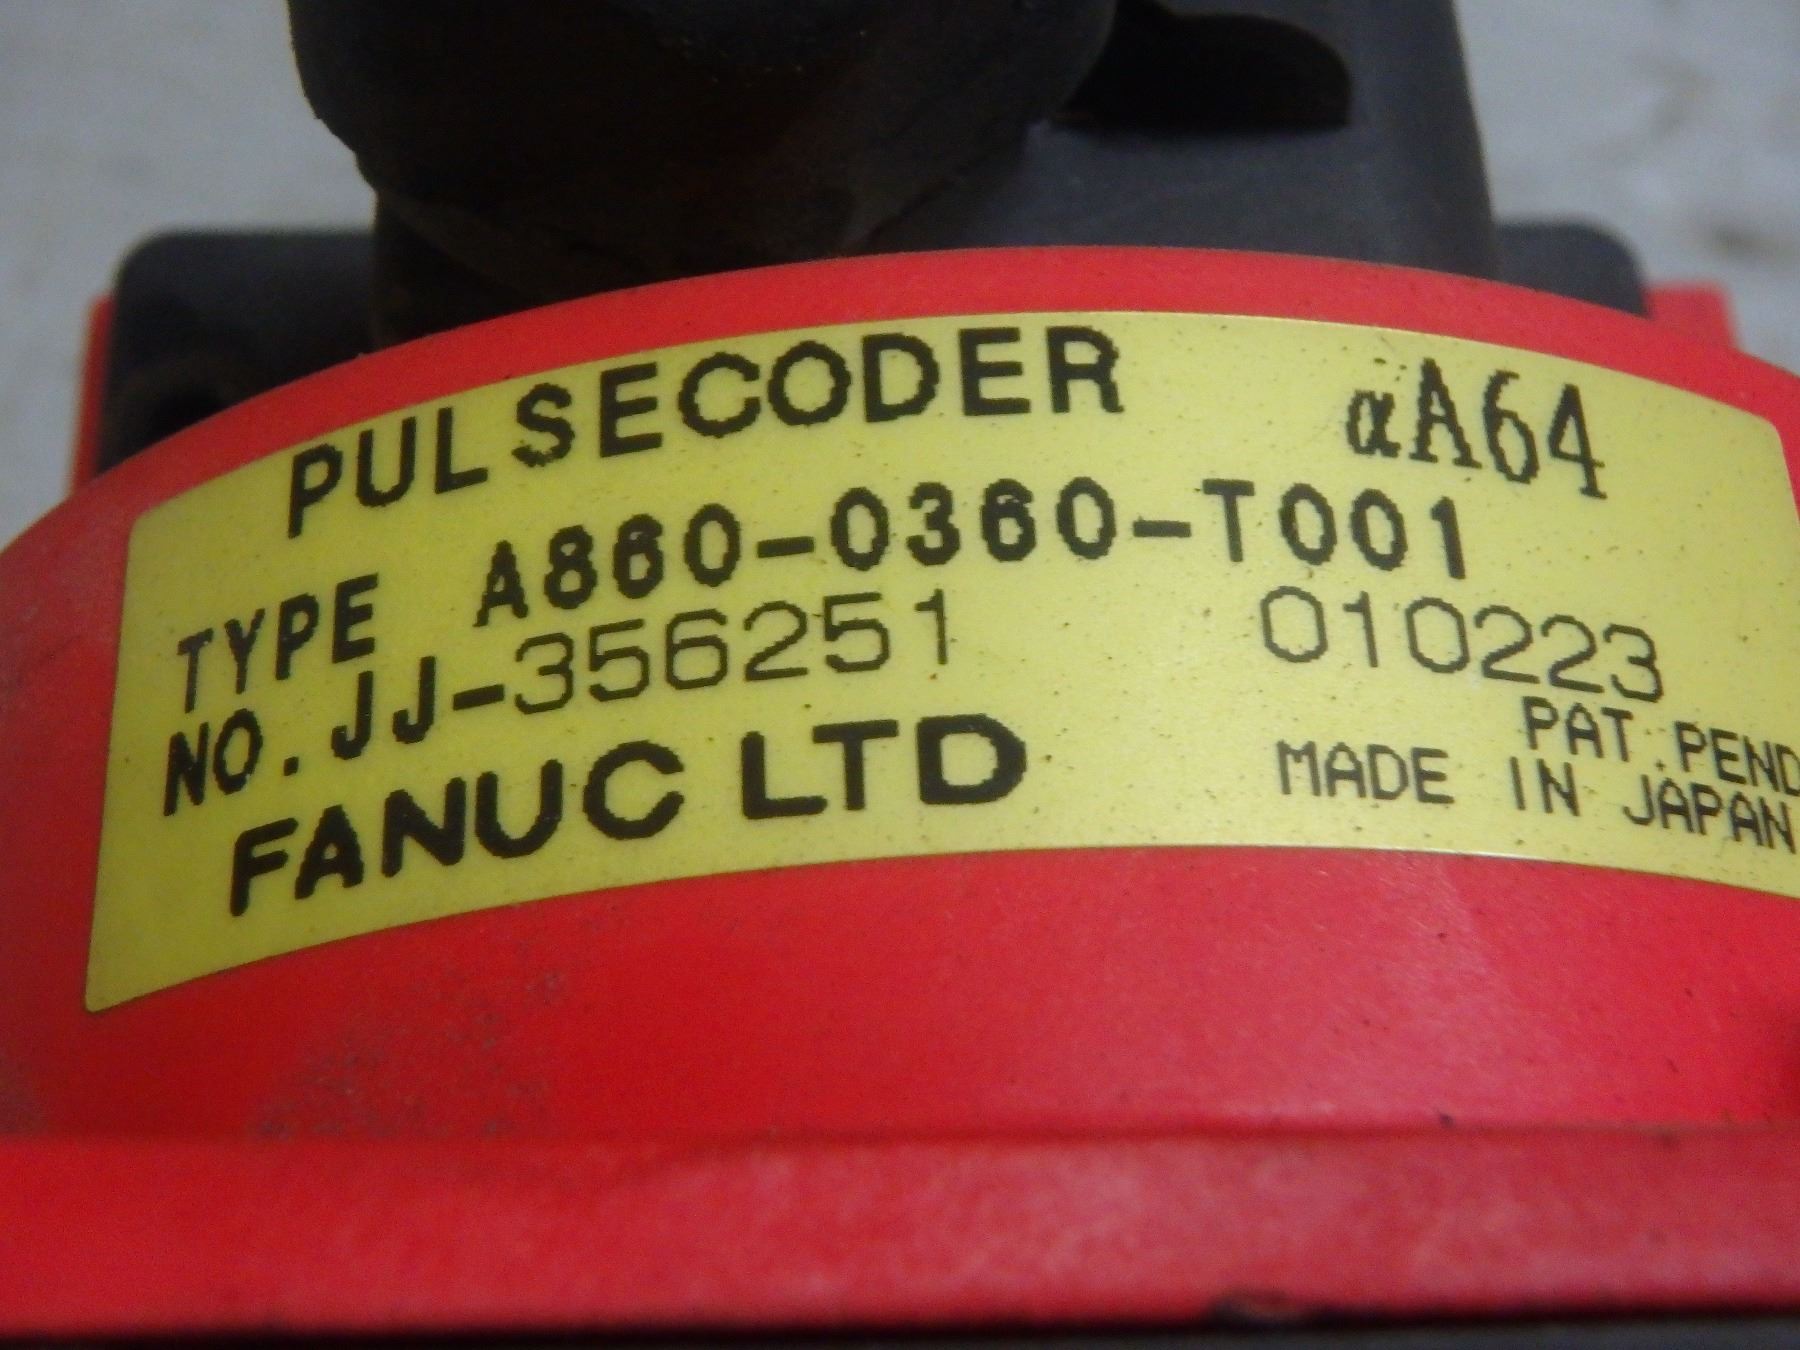 PULSECODER αA64
TYPE A860-0360-T001
NO. JJ-356251 010223
PAT. PEND
FANUC LTD MADE IN JAPAN